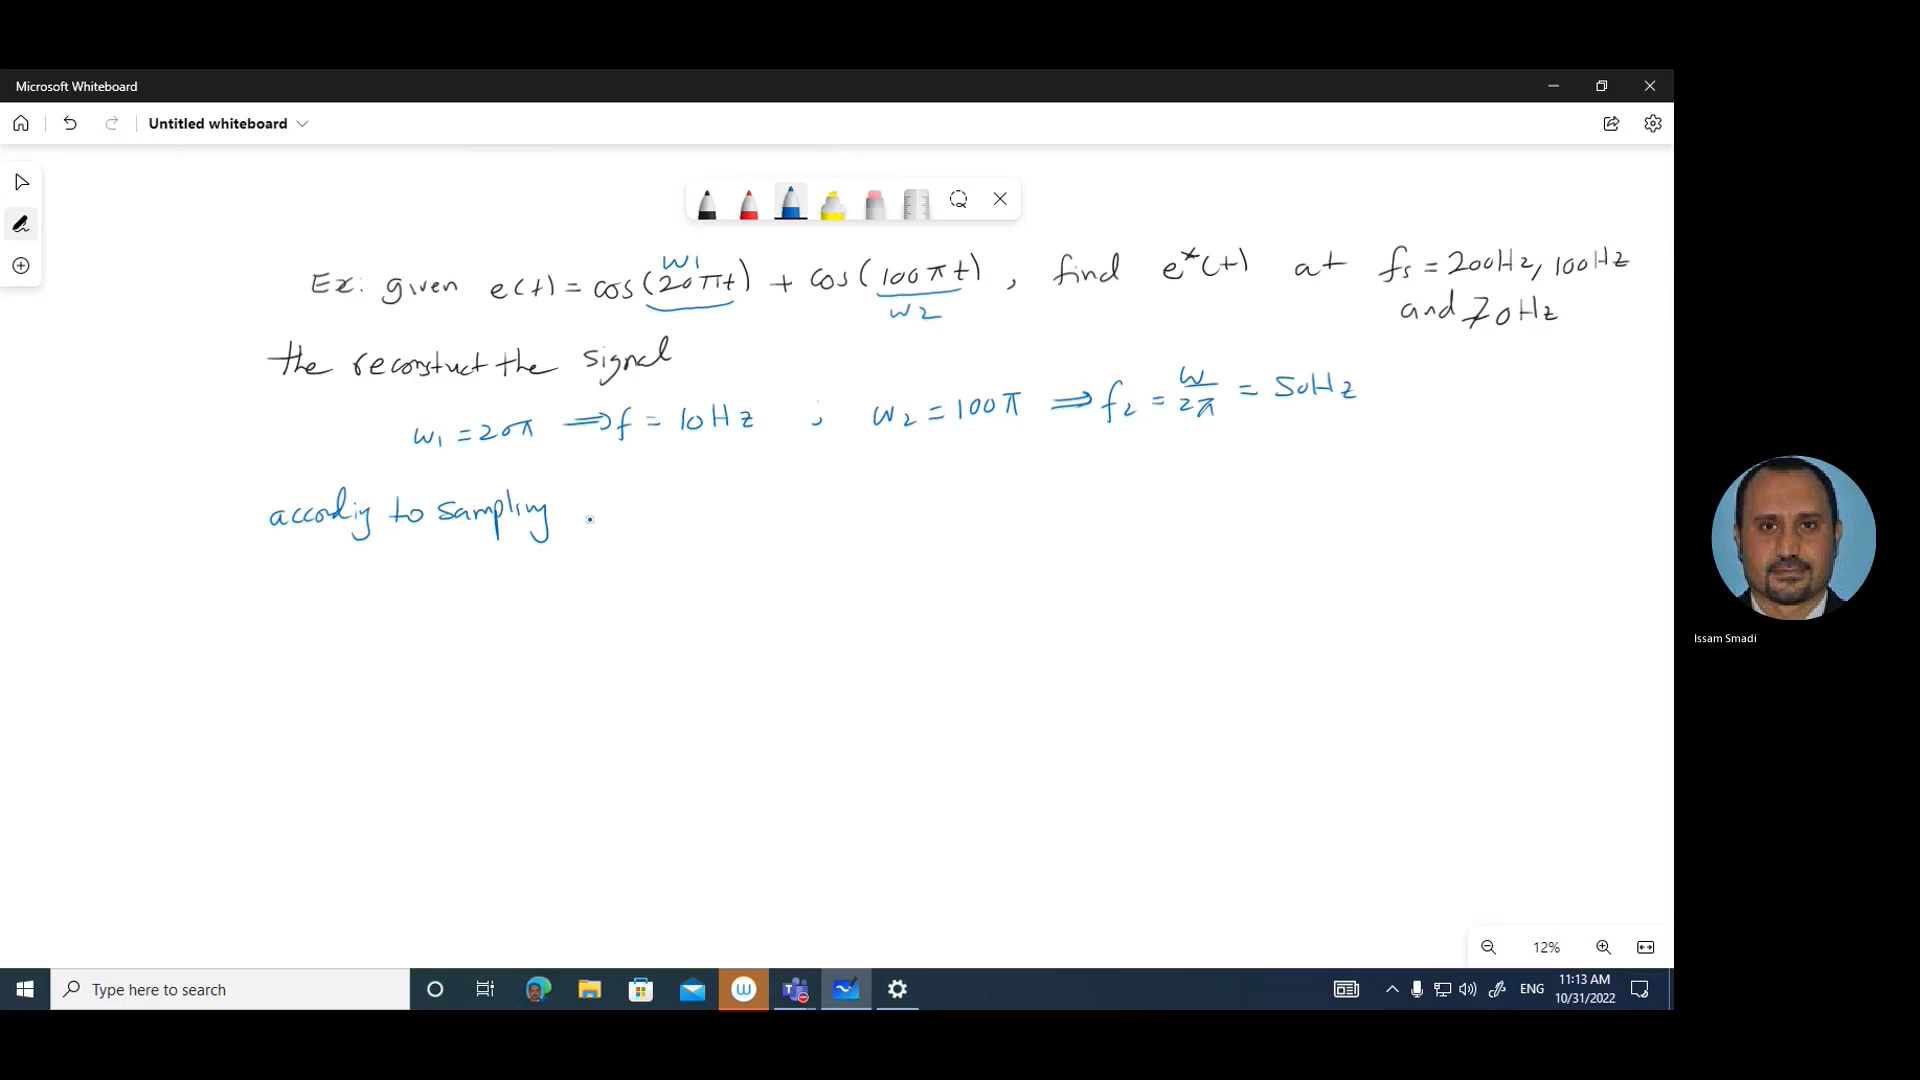 Microsoft Whiteboard
Untitled whiteboard
Ex: given e(t) = cos(20πt) + cos(100πt), find e*(t) at fs = 200Hz, 100Hz
w1
w2
and 70Hz
the reconstruct the signal
w1 = 20π ⟹ f = 10Hz ; w2 = 100π ⟹ f2 = w/2π = 50Hz
accordiy to sampling
Issam Smadi
12%
Type here to search
W
T
ENG
11:13 AM
10/31/2022